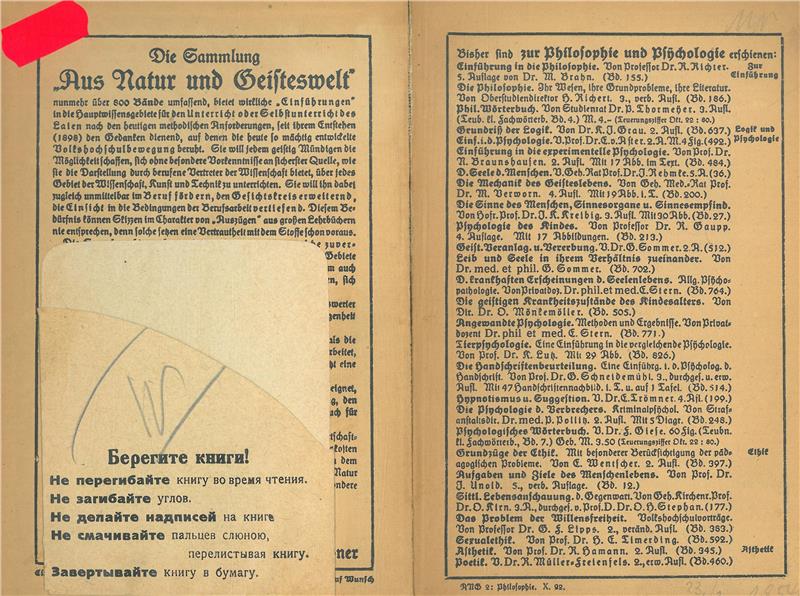 Die Sammlung
„Aus Natur und Geisteswelt"
nunmehr über 800 Bände umfassend, bietet wirkliche „Einführungen"
in die Hauptwissensgebiete für den Unterricht oder Selbstunterricht des
Laien nach den heutigen methodischen Anforderungen, seit ihrem Entstehen
(1898) den Gedanken dienend, auf denen die heute so mächtig entwickelte
Volkshochschulbewegung beruht. Sie will jedem geistig Mündigen die
Möglichkeit schaffen, sich ohne besondere Vorkenntnisse an sicherster Quelle, wie
sie die Darstellung durch berufene Vertreter der Wissenschaft bietet, über jedes
Gebiet der Wissenschaft, Kunst und Technik zu unterrichten. Sie will ihn dabei
zugleich unmittelbar im Beruf fördern, den Gesichtskreis erweiternd,
die Einsicht in die Bedingungen der Berufsarbeit vertiefend. Diesem Be-
dürfnis können Skizzen im Charakter von „Auszügen" aus großen Lehrbüchern
nie entsprechen, denn solche setzen eine Vertrautheit mit dem Stoffe schon voraus.
Берегите книги!
Не перегибайте книгу во время чтения.
Не загибайте углов.
Не делайте надписей на книге
Не смачивайте пальцев слюною,
перелистывая книгу.
Завертывайте книгу в бумагу.
auf Wunsch
Bisher sind zur Philosophie und Psychologie erschienen:
Zur Einführung
Einführung in die Philosophie. Von Professor Dr. R. Richter.
5. Auflage von Dr. M. Brahn. (Bd. 155.)
Die Philosophie. Ihr Wesen, ihre Grundprobleme, ihre Literatur.
Von Oberstudiendirektor H. Richert. 3., verb. Aufl. (Bd. 186.)
Phil. Wörterbuch. Von Studienrat Dr. P. Thormeyer. 3. Aufl.
(Teub. kl. Fachwörterb. Bd. 4.) M. 4.– (Teuerungsziffer Okt. 22 : 80.)
Logik und Psychologie
Grundriß der Logik. Von Dr. K. J. Grau. 2. Aufl. (Bd. 637.)
Einf. i. d. Psychologie. V. Prof. Dr. E. v. Aster. 2. A. M. 4 Fig. (492.)
Einführung in die experimentelle Psychologie. Von Prof. Dr.
N. Braunshausen. 2. Aufl. Mit 17 Abb. im Text. (Bd. 484.)
D. Seele d. Menschen. V. Geh. Rat Prof. Dr. J. Rehmke. 5. A. (36.)
Die Mechanik des Geisteslebens. Von Geh. Med.-Rat Prof.
Dr. M. Verworn. 4. Aufl. Mit 19 Abb. i. T. (Bd. 200.)
Die Sinne des Menschen, Sinnesorgane u. Sinnesempfind.
Von Hofr. Prof. Dr. J. K. Kreibig. 3. Aufl. Mit 30 Abb. (Bd. 27.)
Psychologie des Kindes. Von Professor Dr. R. Gaupp.
4. Auflage. Mit 17 Abbildungen. (Bd. 213.)
Geist. Veranlag. u. Vererbung. V. Dr. G. Sommer. 2. A. (512.)
Leib und Seele in ihrem Verhältnis zueinander. Von
Dr. med. et phil. G. Sommer. (Bd. 702.)
D. krankhaften Erscheinungen d. Seelenlebens. Allg. Psycho-
pathologie. Von Privatdoz. Dr. phil. et med. E. Stern. (Bd. 764.)
Die geistigen Krankheitszustände des Kindesalters. Von
Dir. Dr. O. Mönkemöller. (Bd. 505.)
Angewandte Psychologie. Methoden und Ergebnisse. Von Privat-
dozent Dr. phil et med. E. Stern. (Bd. 771.)
Tierpsychologie. Eine Einführung in die vergleichende Psychologie.
Von Prof. Dr. K. Lutz. Mit 29 Abb. (Bd. 826.)
Die Handschriftenbeurteilung. Eine Einführg. i. d. Psycholog. d.
Handschrift. Von Prof. Dr. G. Schneidemühl. 3., durchges. u. erw.
Aufl. Mit 47 Handschriftennachbild. i. T. u. auf 1 Tafel. (Bd. 514.)
Hypnotismus u. Suggestion. V. Dr. E. Trömner. 4. Afl. (199.)
Die Psychologie d. Verbrechers. Kriminalpsychol. Von Straf-
anstaltsdir. Dr. med. P. Pollitz. 2. Aufl. Mit 5 Diagr. (Bd. 248.)
Psychologisches Wörterbuch. V. Dr. F. Giese. 60 Fig. (Teubn.
kl. Fachwörterb., Bd. 7.) Geb. M. 3.50 (Teuerungsziffer Okt. 22 : 80.)
Ethik
Grundzüge der Ethik. Mit besonderer Berücksichtigung der päd-
agogischen Probleme. Von E. Wentscher. 2. Aufl. (Bd. 397.)
Aufgaben und Ziele des Menschenlebens. Von Prof. Dr.
J. Unold. 5., verb. Auflage. (Bd. 12.)
Sittl. Lebensanschauung. d. Gegenwart. Von Geh. Kirchenr. Prof.
Dr. O. Kirn. 3. A., durchges. v. Prof. D. Dr. O. H. Stephan. (177.)
Das Problem der Willensfreiheit. Volkshochschulvorträge.
Von Professor Dr. G. F. Lipps. 2., veränd. Aufl. (Bd. 383.)
Sexualethik. Von Prof. Dr. H. E. Timerding. (Bd. 592.)
Ästhetik
Ästhetik. Von Prof. Dr. R. Hamann. 2. Aufl. (Bd. 345.)
Poetik. V. Dr. R. Müller-Freienfels. 2., erw. Aufl. (Bd. 460.)
ANG 2: Philosophie. X. 22.